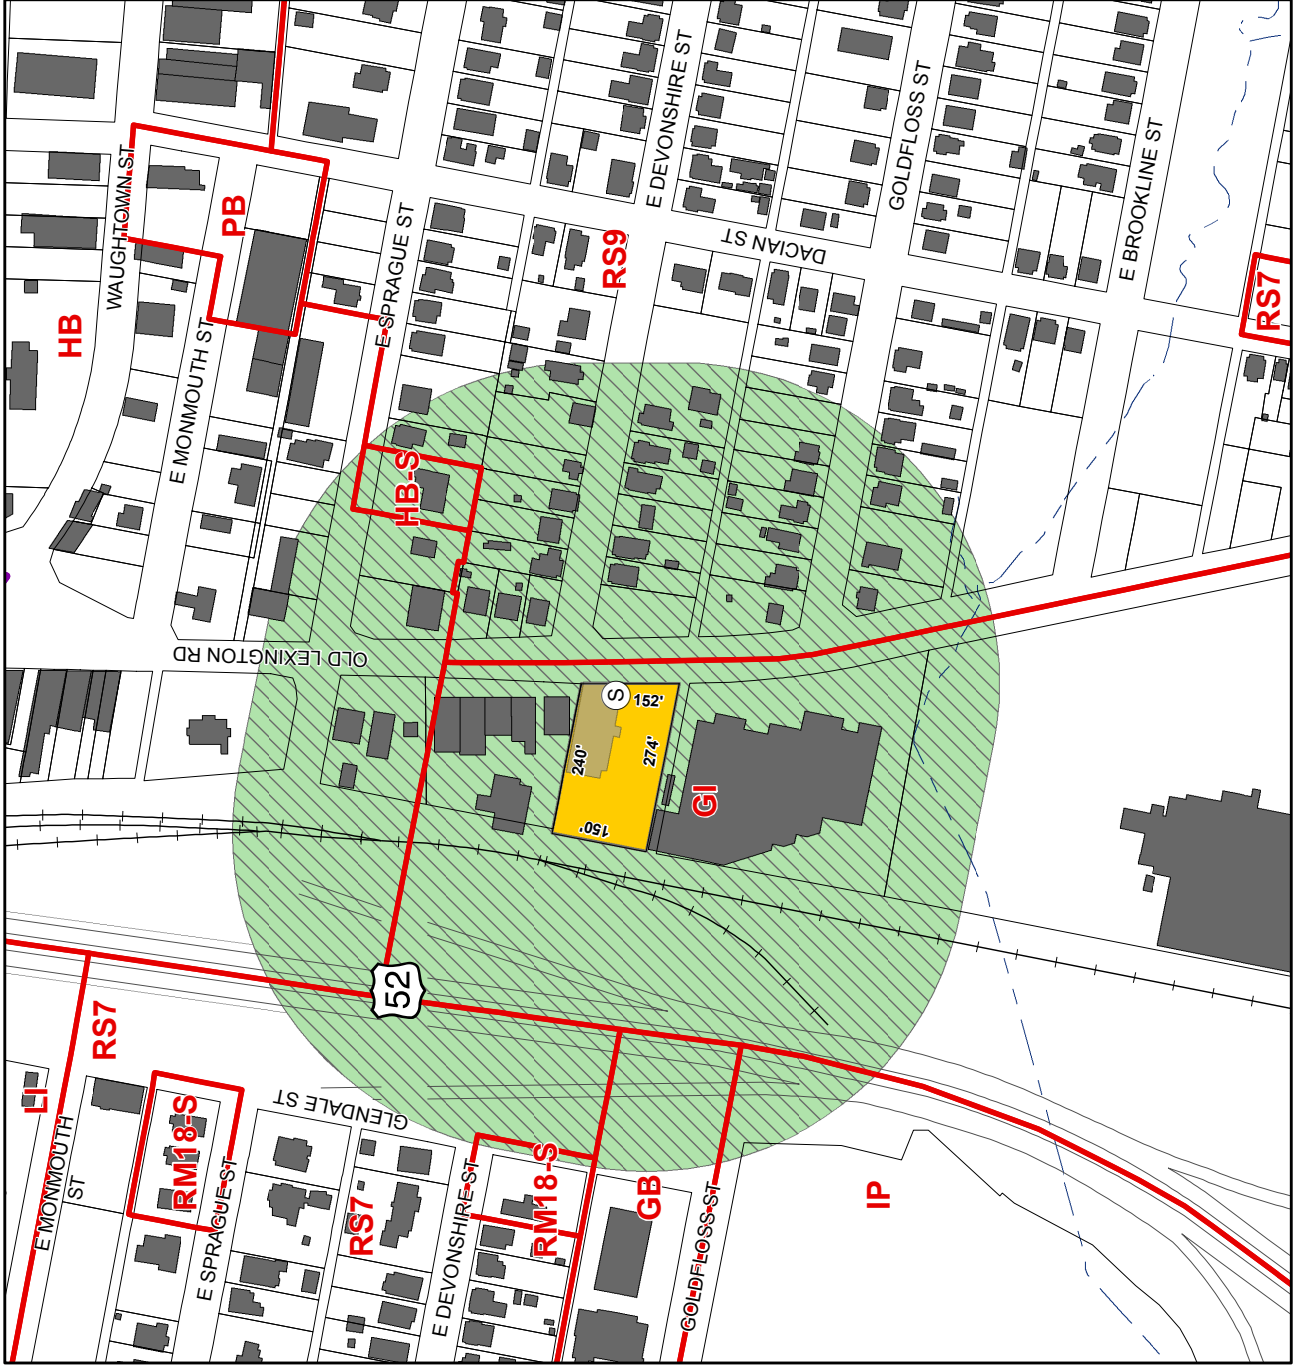 WAUGHTOWN ST
PB
E SPRAGUE ST
E DEVONSHIRE ST
GOLDFLOSS ST
E BROOKLINE ST
DACIAN ST
RS9
RS7
HB
E MONMOUTH ST
HB-S
OLD LEXINGTON RD
S
152'
240'
274'
150'
GI
52
RS7
LI
E MONMOUTH
ST
RM18-S
E SPRAGUE ST
GLENDALE ST
RS7
E DEVONSHIRE ST
RM18-S
GB
GOLDFLOSS ST
IP